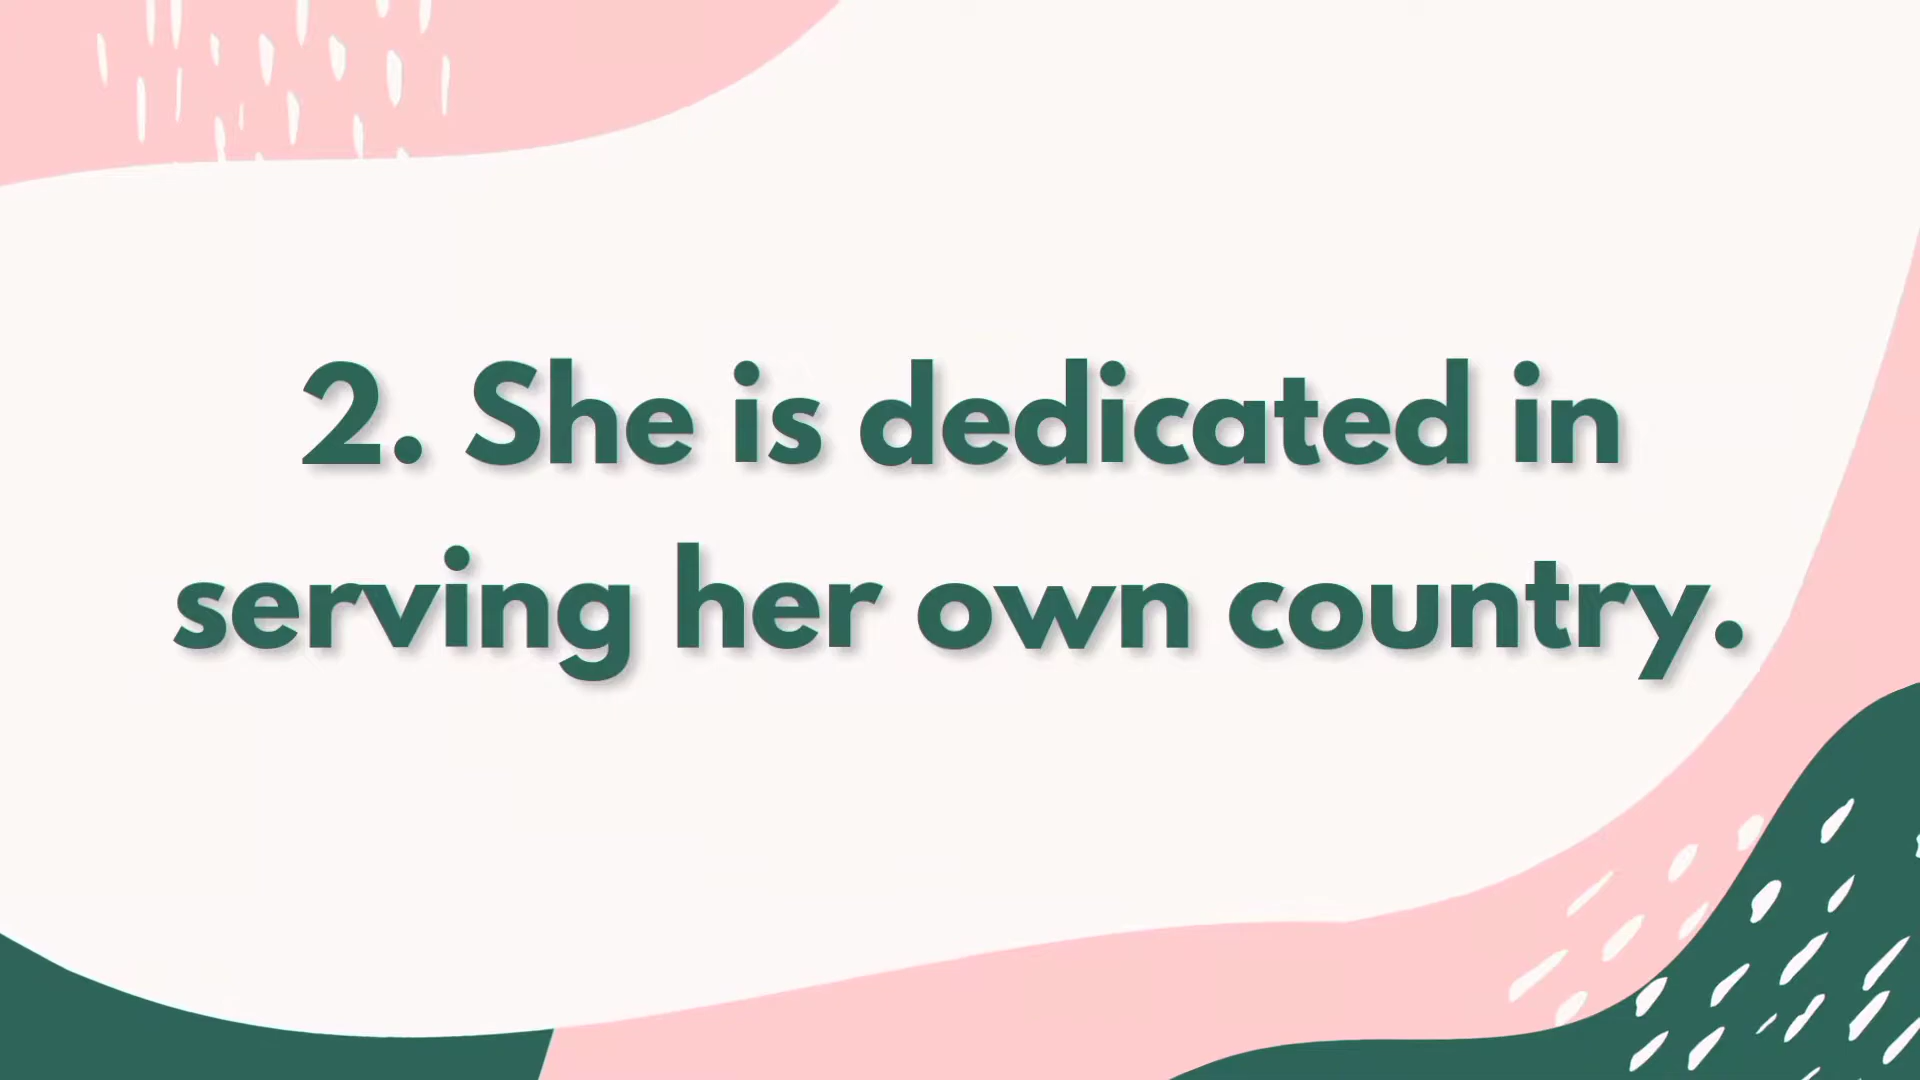 2. She is dedicated in
serving her own country.